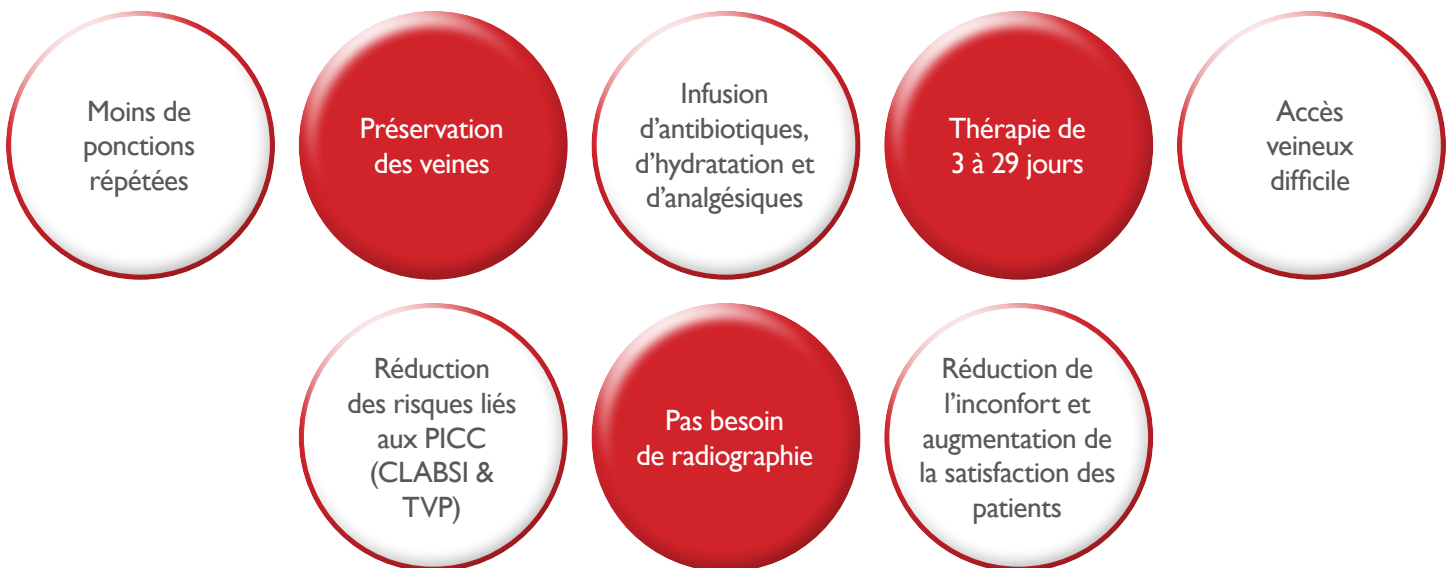 Moins de
ponctions
répétées
Préservation
des veines
Infusion
d’antibiotiques,
d’hydratation et
d’analgésiques
Thérapie de
3 à 29 jours
Accès
veineux
difficile
Réduction
des risques liés
aux PICC
(CLABSI &
TVP)
Pas besoin
de radiographie
Réduction de
l’inconfort et
augmentation de
la satisfaction des
patients